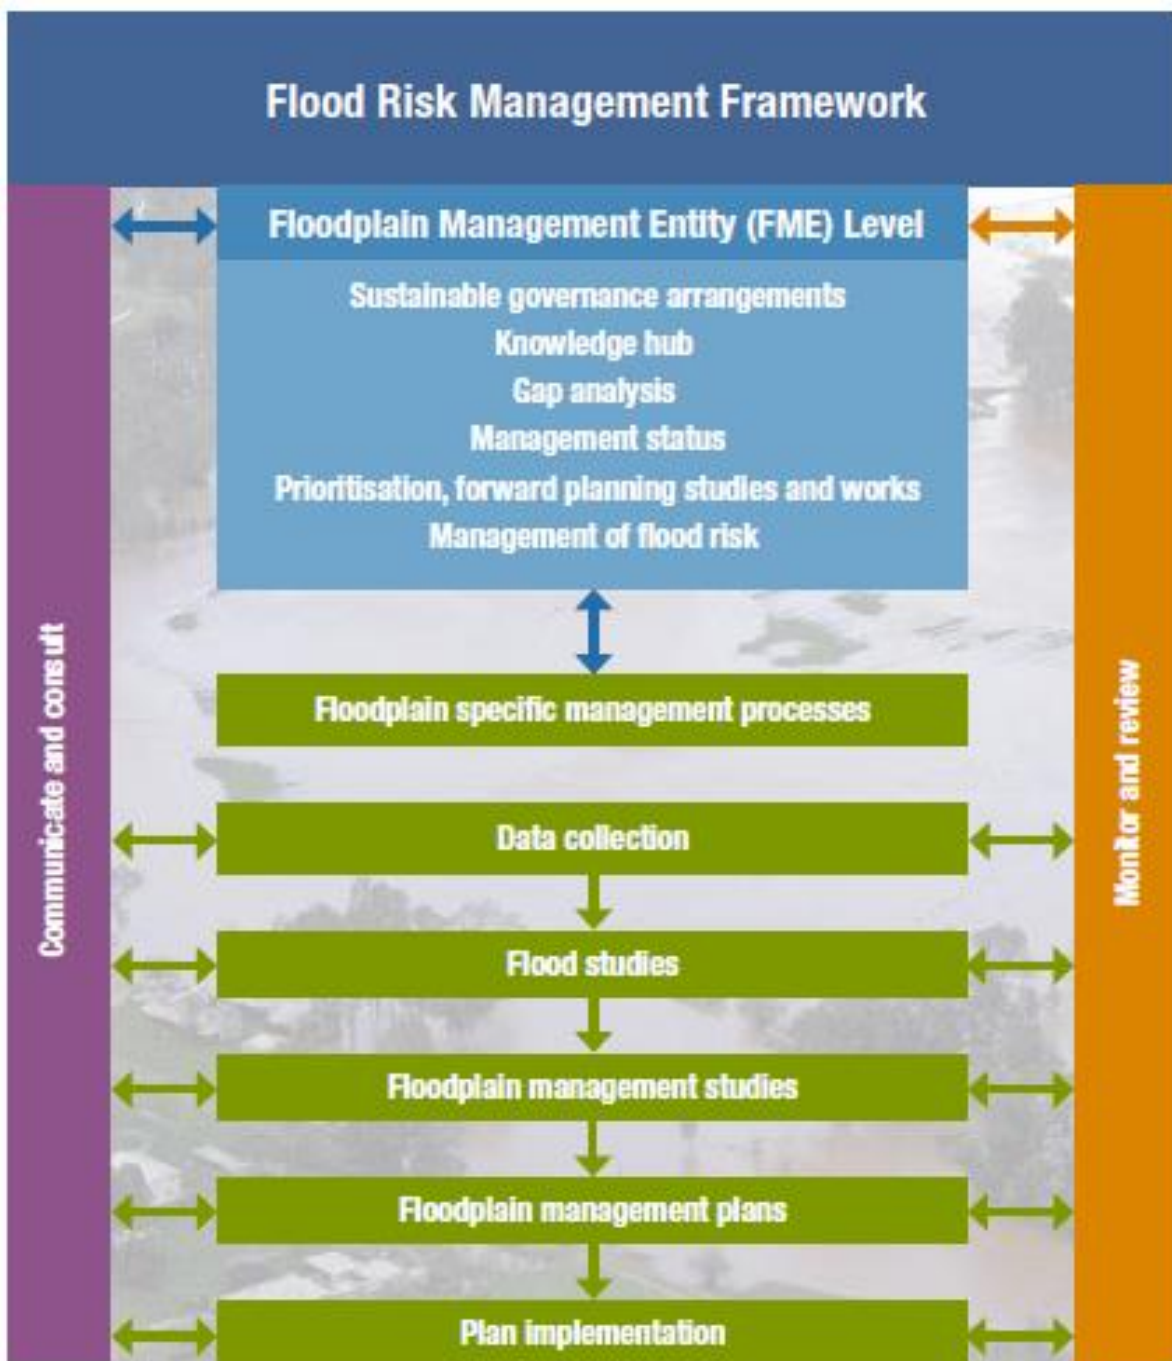 Flood Risk Management Framework
Floodplain Management Entity (FME) Level
Sustainable governance arrangements
Knowledge hub
Gap analysis
Management status
Prioritisation, forward planning studies and works
Management of flood risk
Communicate and consult
Monitor and review
Floodplain specific management processes
Data collection
Flood studies
Floodplain management studies
Floodplain management plans
Plan implementation